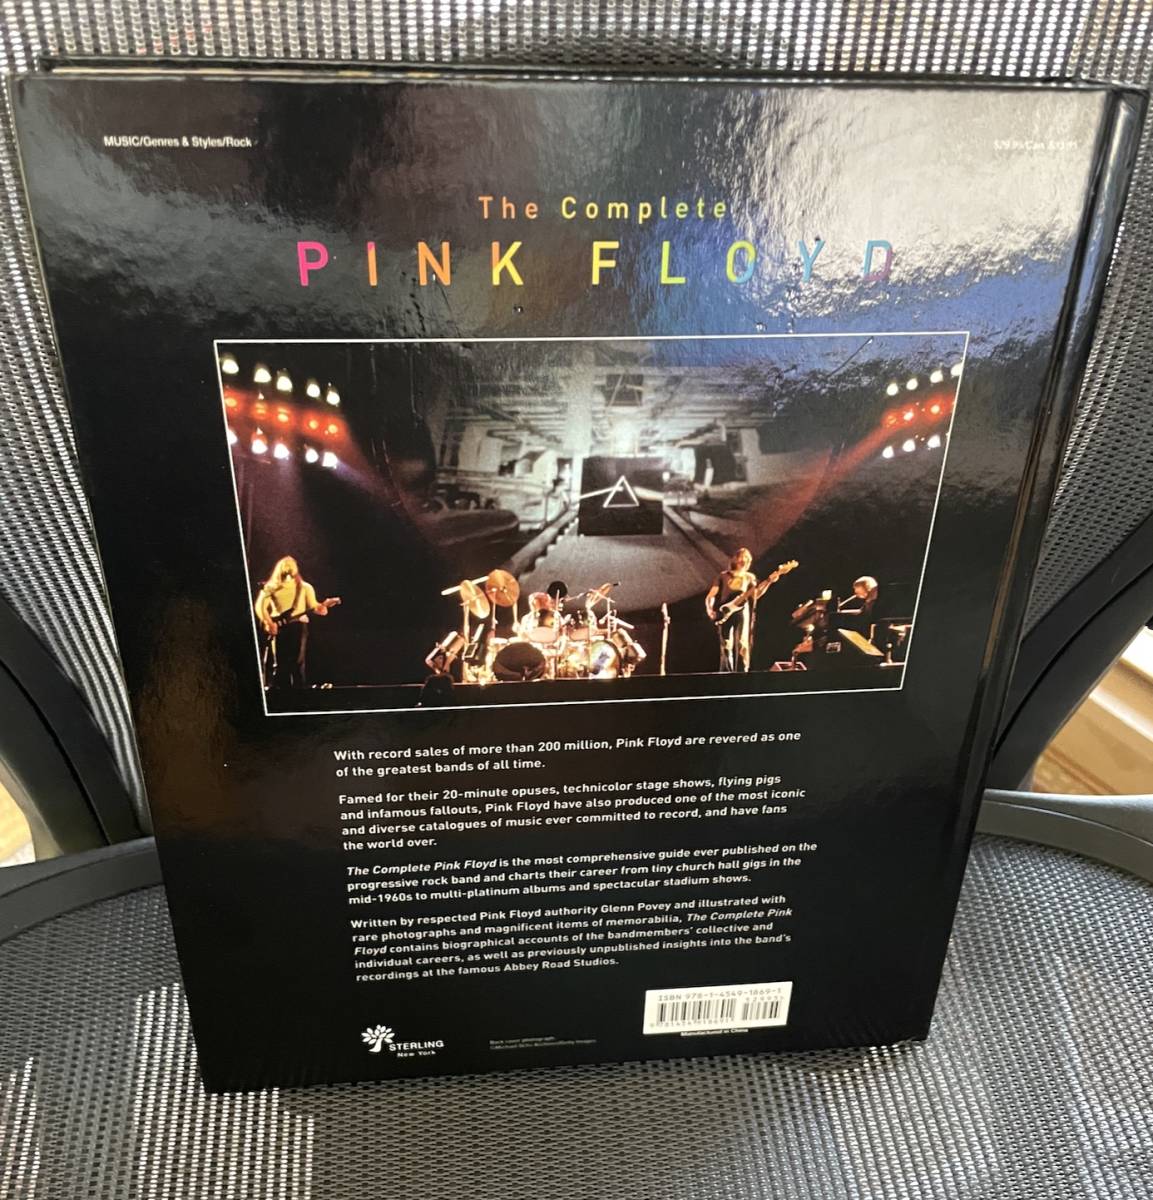 MUSIC/Genres & Styles/Rock
The Complete
PINK FLOYD
With record sales of more than 200 million, Pink Floyd are revered as one
of the greatest bands of all time.
Famed for their 20-minute opuses, technicolor stage shows, flying pigs
and infamous fallouts, Pink Floyd have also produced one of the most iconic
and diverse catalogues of music ever committed to record, and have fans
the world over.
The Complete Pink Floyd is the most comprehensive guide ever published on the
progressive rock band and charts their career from tiny church hall gigs in the
mid-1960s to multi-platinum albums and spectacular stadium shows.
Written by respected Pink Floyd authority Glenn Povey and illustrated with
rare photographs and magnificent items of memorabilia, The Complete Pink
Floyd contains biographical accounts of the bandmembers' collective and
individual careers, as well as previously unpublished insights into the band's
recordings at the famous Abbey Road Studios.
ISBN 978-1-4549-1869-1
Manufactured in China
STERLING
New York
Back cover photograph: